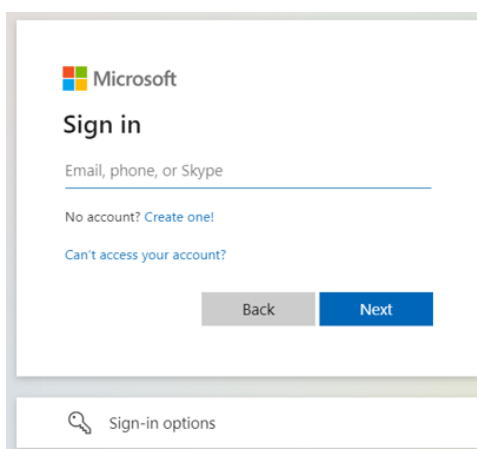 Microsoft
Sign in
Email, phone, or Skype
No account? Create one!
Can't access your account?
Back Next
Sign-in options